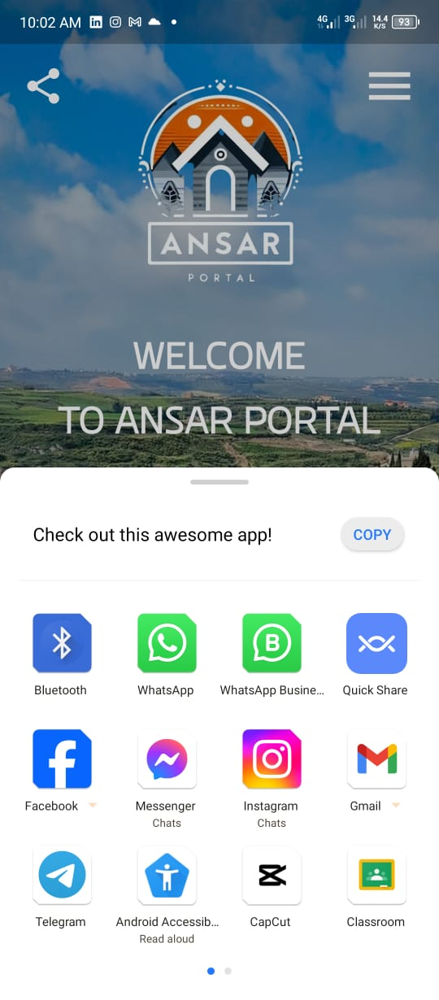 10:02 AM
4G
3G
14.4
K/S
93
ANSAR
PORTAL
WELCOME
TO ANSAR PORTAL
Check out this awesome app!
COPY
Bluetooth
WhatsApp
WhatsApp Busine...
Quick Share
Facebook
Messenger
Chats
Instagram
Chats
Gmail
Telegram
Android Accessib...
Read aloud
CapCut
Classroom